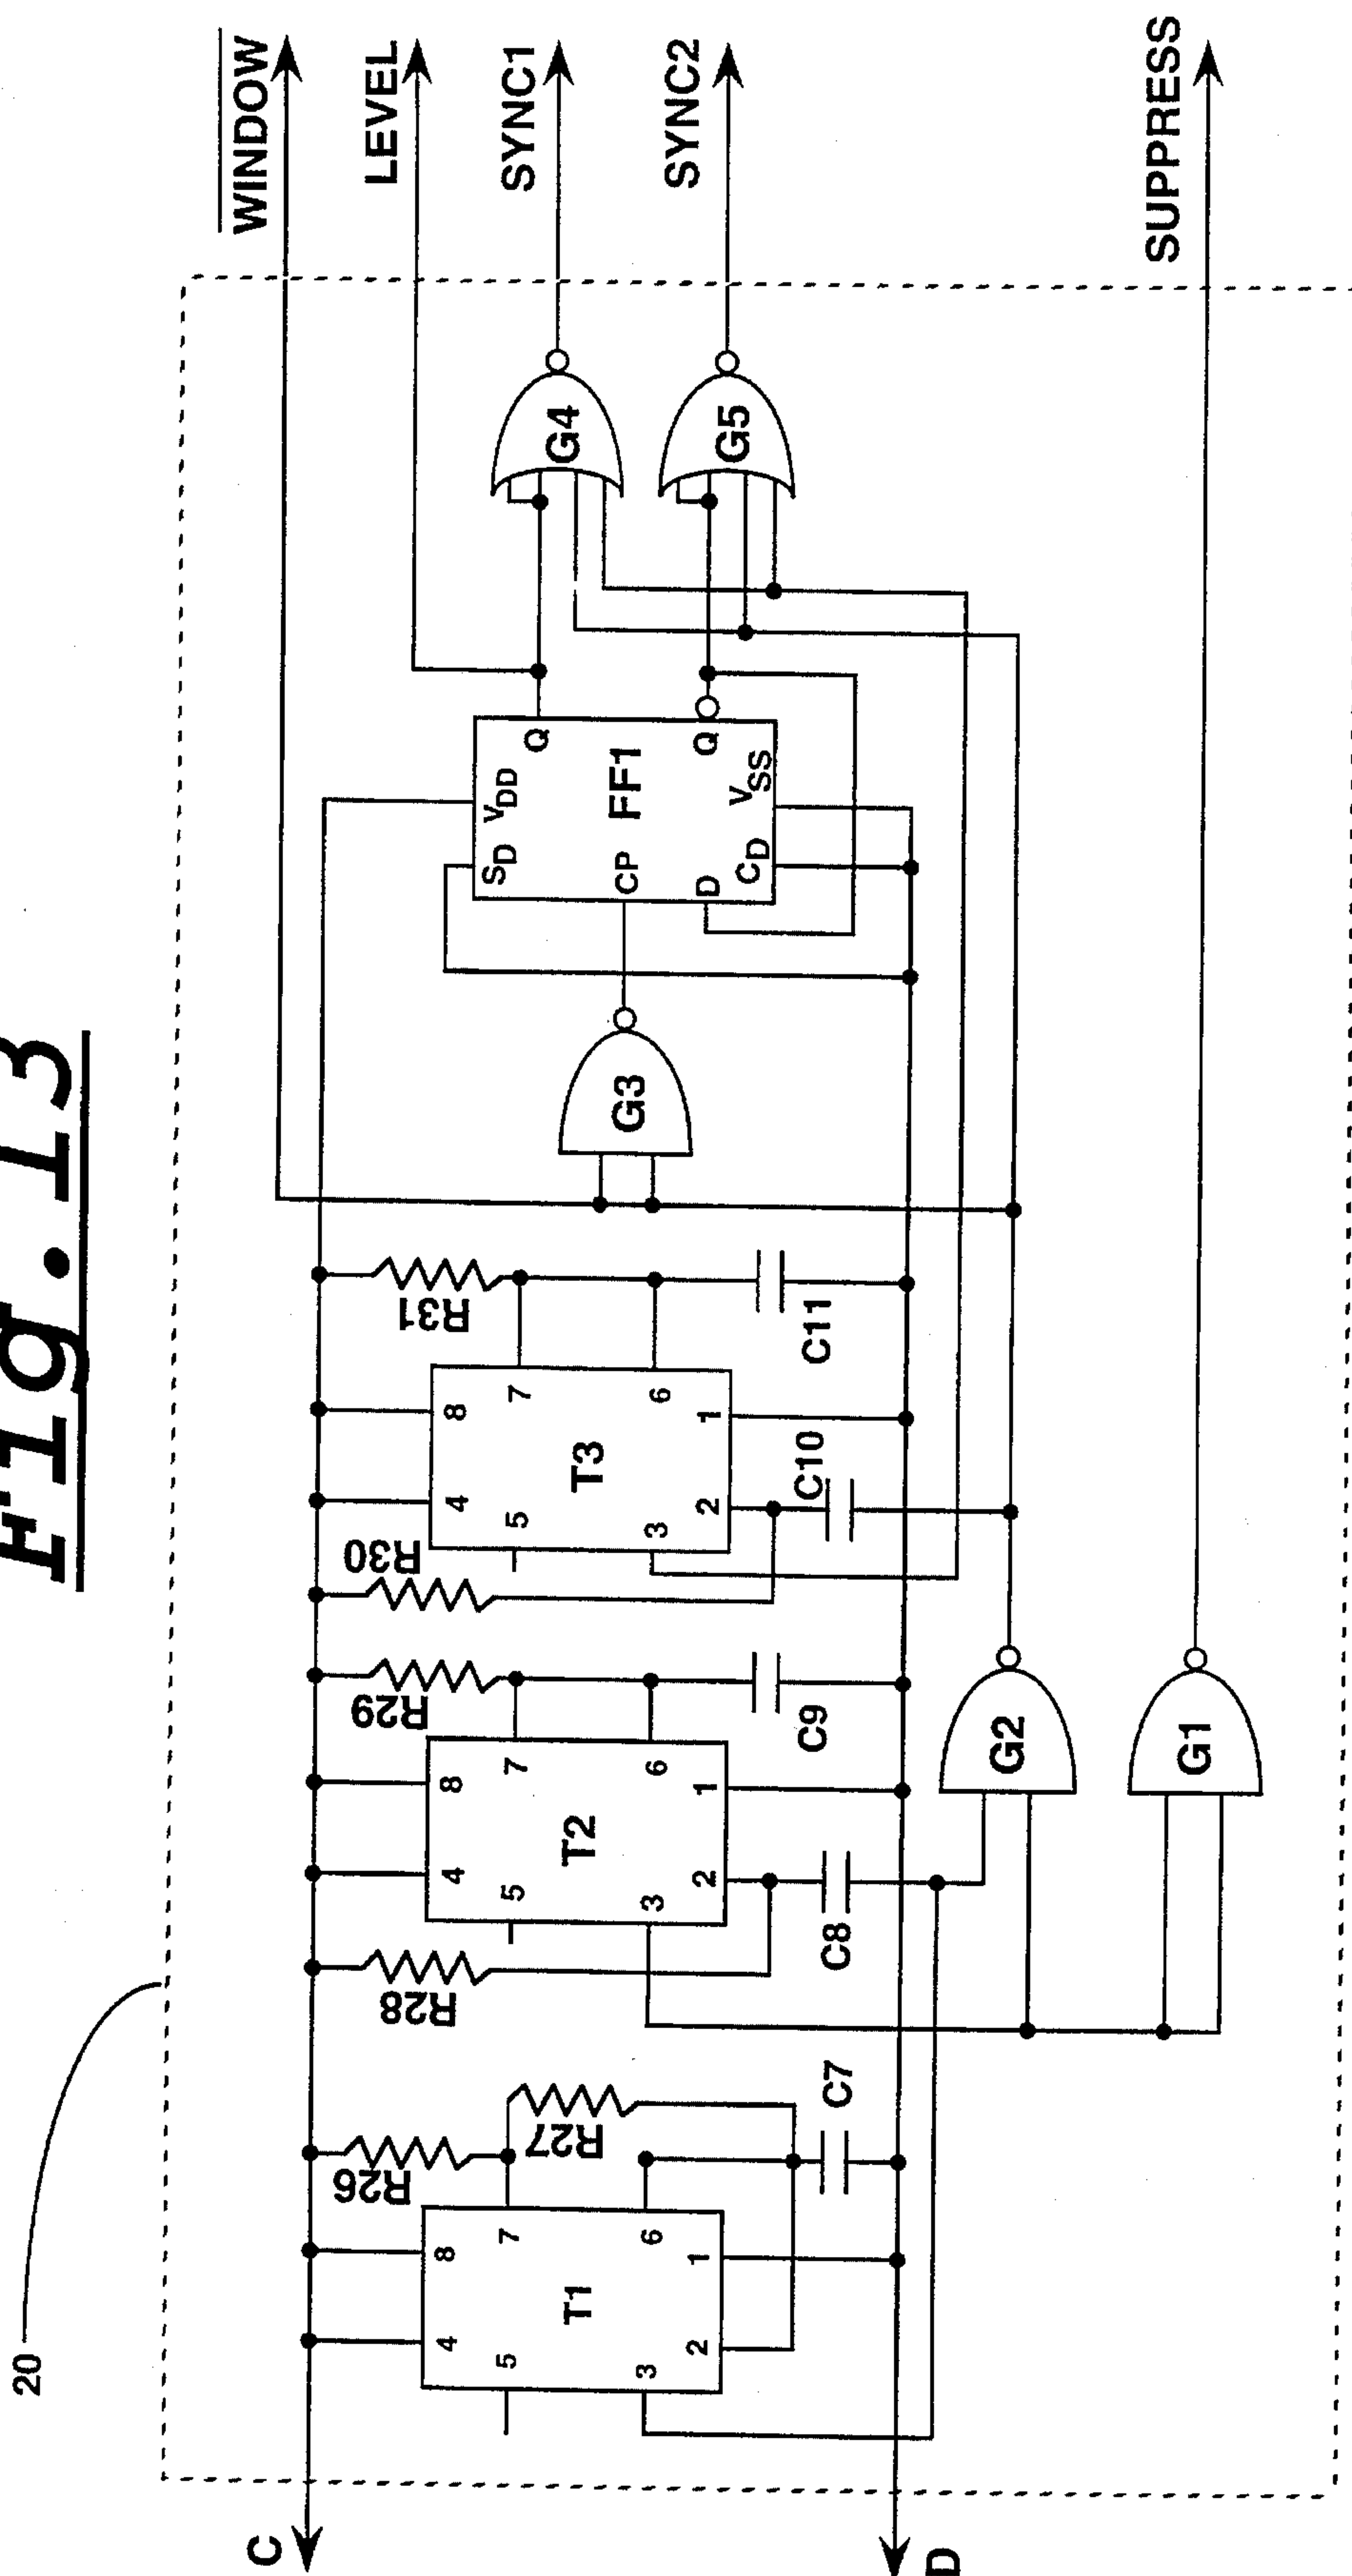 Fig. 13
20
C
D
WINDOW
LEVEL
SYNC1
SYNC2
SUPPRESS
R26
R27
C7
4
8
5
7
T1
3
6
2
1
R28
R29
C8
C9
4
8
5
7
T2
3
6
2
1
R30
R31
C10
C11
4
8
5
7
T3
3
6
2
1
G1
G2
G3
SD
VDD
CP
FF1
Q
D
Q
CD
VSS
G4
G5